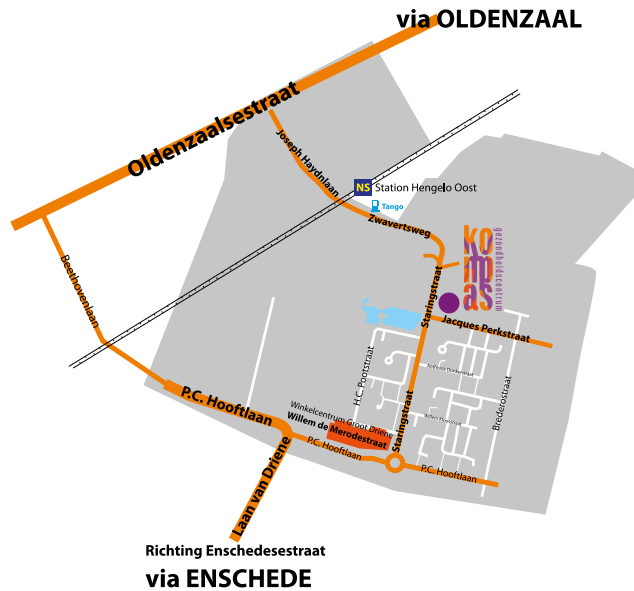 via OLDENZAAL
Oldenzaalsestraat
Joseph Haydnlaan
NS Station Hengelo Oost
Tango
Zwavertsweg
kompas
gezondheidscentrum
Beethovenlaan
Staringstraat
Jacques Perkstraat
H.C. Pootstraat
Brederostraat
P.C. Hooftlaan
Winkelcentrum Groot Driene
Willem de Merodestraat
Staringstraat
P.C. Hooftlaan
P.C. Hooftlaan
Laan van Driene
Richting Enschedesestraat
via ENSCHEDE